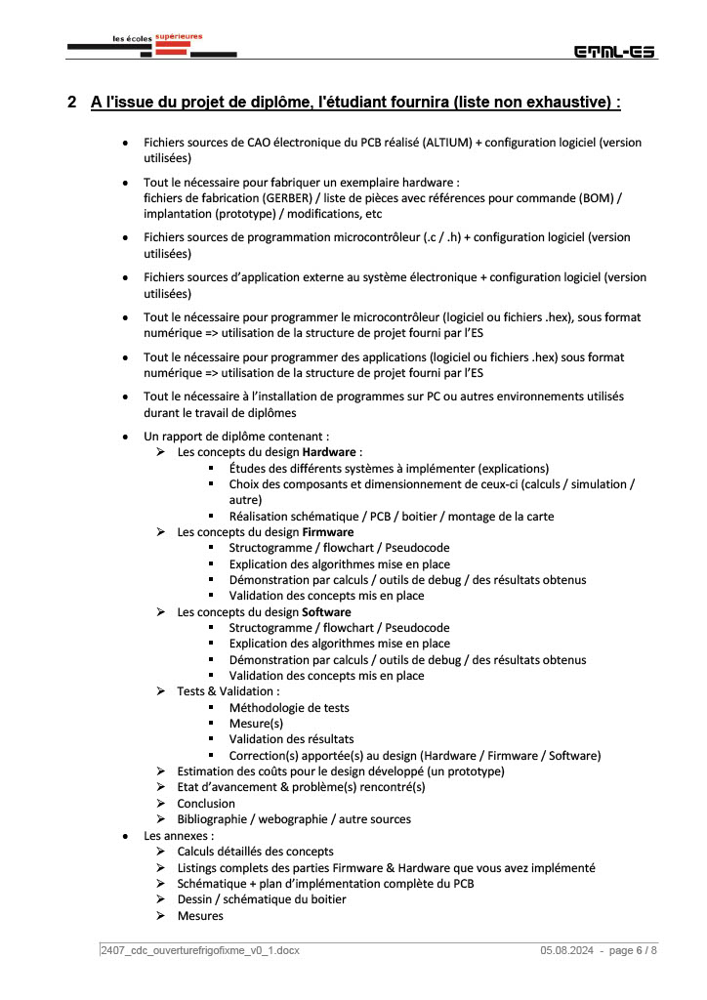 les écoles supérieures
ETML-ES
2 A l'issue du projet de diplôme, l'étudiant fournira (liste non exhaustive) :
• Fichiers sources de CAO électronique du PCB réalisé (ALTIUM) + configuration logiciel (version
utilisées)
• Tout le nécessaire pour fabriquer un exemplaire hardware :
fichiers de fabrication (GERBER) / liste de pièces avec références pour commande (BOM) /
implantation (prototype) / modifications, etc
• Fichiers sources de programmation microcontrôleur (.c / .h) + configuration logiciel (version
utilisées)
• Fichiers sources d’application externe au système électronique + configuration logiciel (version
utilisées)
• Tout le nécessaire pour programmer le microcontrôleur (logiciel ou fichiers .hex), sous format
numérique => utilisation de la structure de projet fourni par l’ES
• Tout le nécessaire pour programmer des applications (logiciel ou fichiers .hex) sous format
numérique => utilisation de la structure de projet fourni par l’ES
• Tout le nécessaire à l’installation de programmes sur PC ou autres environnements utilisés
durant le travail de diplômes
• Un rapport de diplôme contenant :
➢ Les concepts du design Hardware :
▪ Études des différents systèmes à implémenter (explications)
▪ Choix des composants et dimensionnement de ceux-ci (calculs / simulation /
autre)
▪ Réalisation schématique / PCB / boitier / montage de la carte
➢ Les concepts du design Firmware
▪ Structogramme / flowchart / Pseudocode
▪ Explication des algorithmes mise en place
▪ Démonstration par calculs / outils de debug / des résultats obtenus
▪ Validation des concepts mis en place
➢ Les concepts du design Software
▪ Structogramme / flowchart / Pseudocode
▪ Explication des algorithmes mise en place
▪ Démonstration par calculs / outils de debug / des résultats obtenus
▪ Validation des concepts mis en place
➢ Tests & Validation :
▪ Méthodologie de tests
▪ Mesure(s)
▪ Validation des résultats
▪ Correction(s) apportée(s) au design (Hardware / Firmware / Software)
➢ Estimation des coûts pour le design développé (un prototype)
➢ Etat d’avancement & problème(s) rencontré(s)
➢ Conclusion
➢ Bibliographie / webographie / autre sources
• Les annexes :
➢ Calculs détaillés des concepts
➢ Listings complets des parties Firmware & Hardware que vous avez implémenté
➢ Schématique + plan d’implémentation complète du PCB
➢ Dessin / schématique du boitier
➢ Mesures
2407_cdc_ouverturefrigofixme_v0_1.docx 05.08.2024 - page 6 / 8